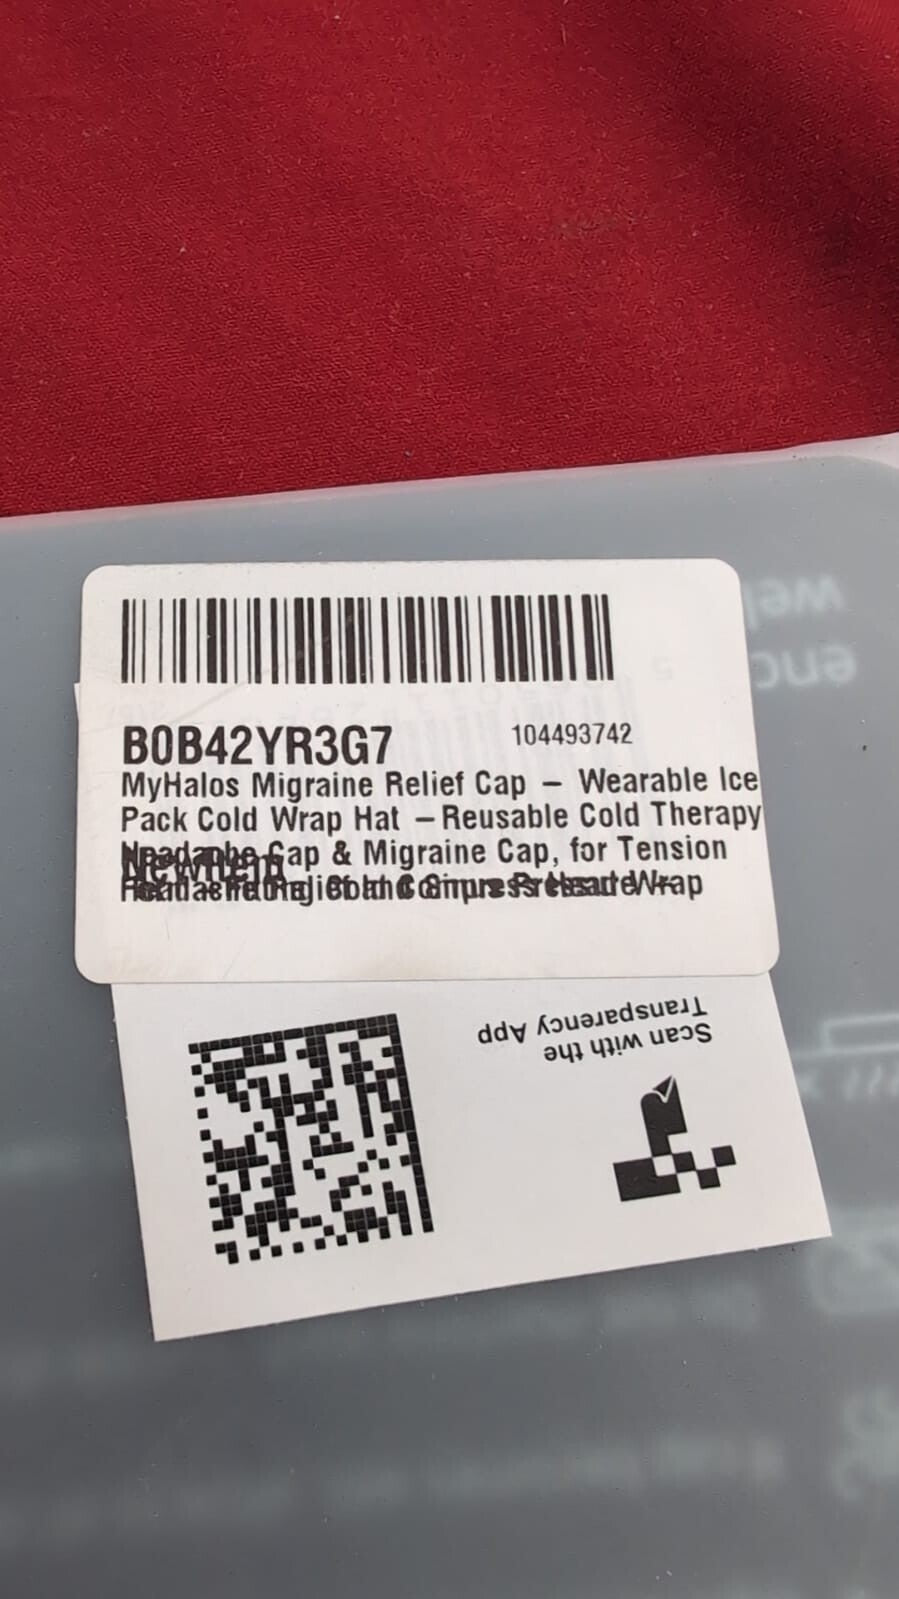 B0B42YR3G7
104493742
MyHalos Migraine Relief Cap – Wearable Ice
Pack Cold Wrap Hat – Reusable Cold Therapy
Cap & Migraine Cap, for Tension
Wrap
Scan with the
Transparency App